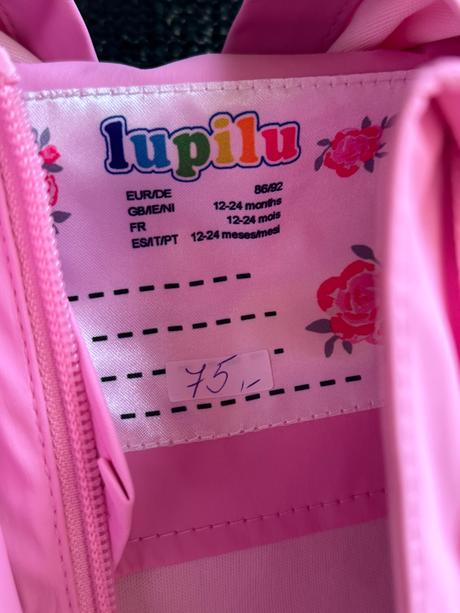 lupilu
EUR/DE 86/92
GB/IE/NI 12-24 months
FR 12-24 mois
ES/IT/PT 12-24 meses/mesi
75,-